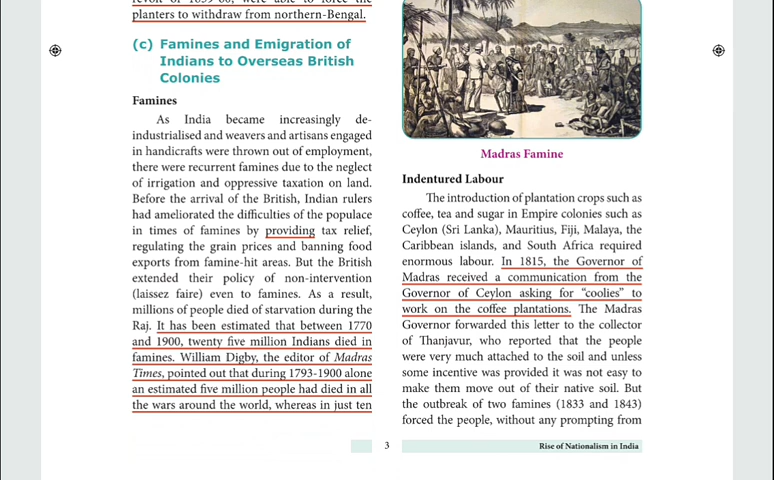 revolt of 1859-60, were able to force the
planters to withdraw from northern-Bengal.
(c) Famines and Emigration of
Indians to Overseas British
Colonies
Famines
As India became increasingly de-
industrialised and weavers and artisans engaged
in handicrafts were thrown out of employment,
there were recurrent famines due to the neglect
of irrigation and oppressive taxation on land.
Before the arrival of the British, Indian rulers
had ameliorated the difficulties of the populace
in times of famines by providing tax relief,
regulating the grain prices and banning food
exports from famine-hit areas. But the British
extended their policy of non-intervention
(laissez faire) even to famines. As a result,
millions of people died of starvation during the
Raj. It has been estimated that between 1770
and 1900, twenty five million Indians died in
famines. William Digby, the editor of Madras
Times, pointed out that during 1793-1900 alone
an estimated five million people had died in all
the wars around the world, whereas in just ten
Madras Famine
Indentured Labour
The introduction of plantation crops such as
coffee, tea and sugar in Empire colonies such as
Ceylon (Sri Lanka), Mauritius, Fiji, Malaya, the
Caribbean islands, and South Africa required
enormous labour. In 1815, the Governor of
Madras received a communication from the
Governor of Ceylon asking for “coolies” to
work on the coffee plantations. The Madras
Governor forwarded this letter to the collector
of Thanjavur, who reported that the people
were very much attached to the soil and unless
some incentive was provided it was not easy to
make them move out of their native soil. But
the outbreak of two famines (1833 and 1843)
forced the people, without any prompting from
3
Rise of Nationalism in India